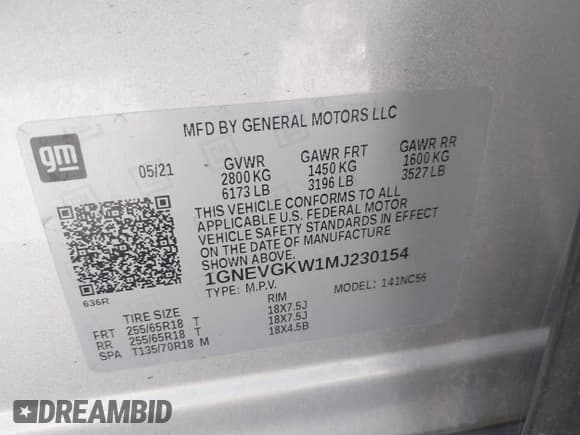 MFD BY GENERAL MOTORS LLC
gm
05/21 GVWR GAWR FRT GAWR RR
2800 KG 1450 KG 1600 KG
6173 LB 3196 LB 3527 LB
THIS VEHICLE CONFORMS TO ALL
APPLICABLE U.S. FEDERAL MOTOR
VEHICLE SAFETY STANDARDS IN EFFECT
ON THE DATE OF MANUFACTURE
SHOWN ABOVE.
1GNEVGKW1MJ230154
636R TYPE: M.P.V. MODEL: 141NC56
TIRE SIZE RIM
FRT 255/65R18 T 18X7.5J
RR 255/65R18 T 18X7.5J
SPA T135/70R18 M 18X4.5B
DREAMBID